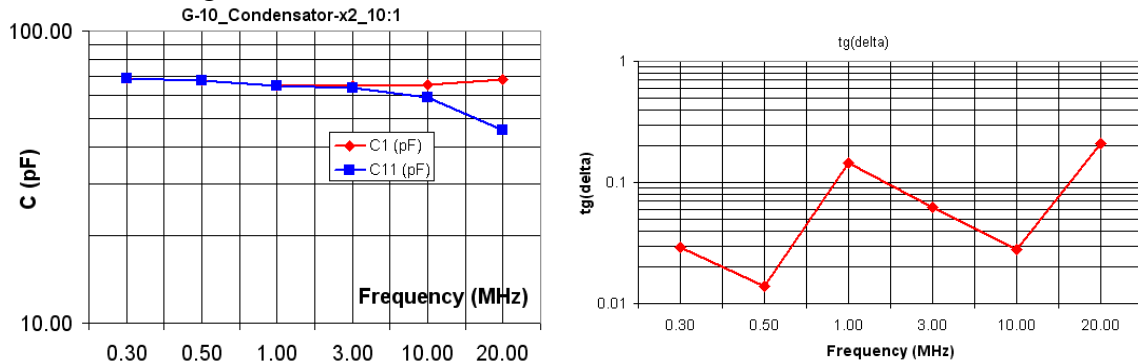 G-10_Condensator-x2_10:1
100.00
C1 (pF)
C11 (pF)
C (pF)
Frequency (MHz)
10.00
0.30 0.50 1.00 3.00 10.00 20.00
tg(delta)
1
0.1
0.01
tg(delta)
0.30 0.50 1.00 3.00 10.00 20.00
Frequency (MHz)